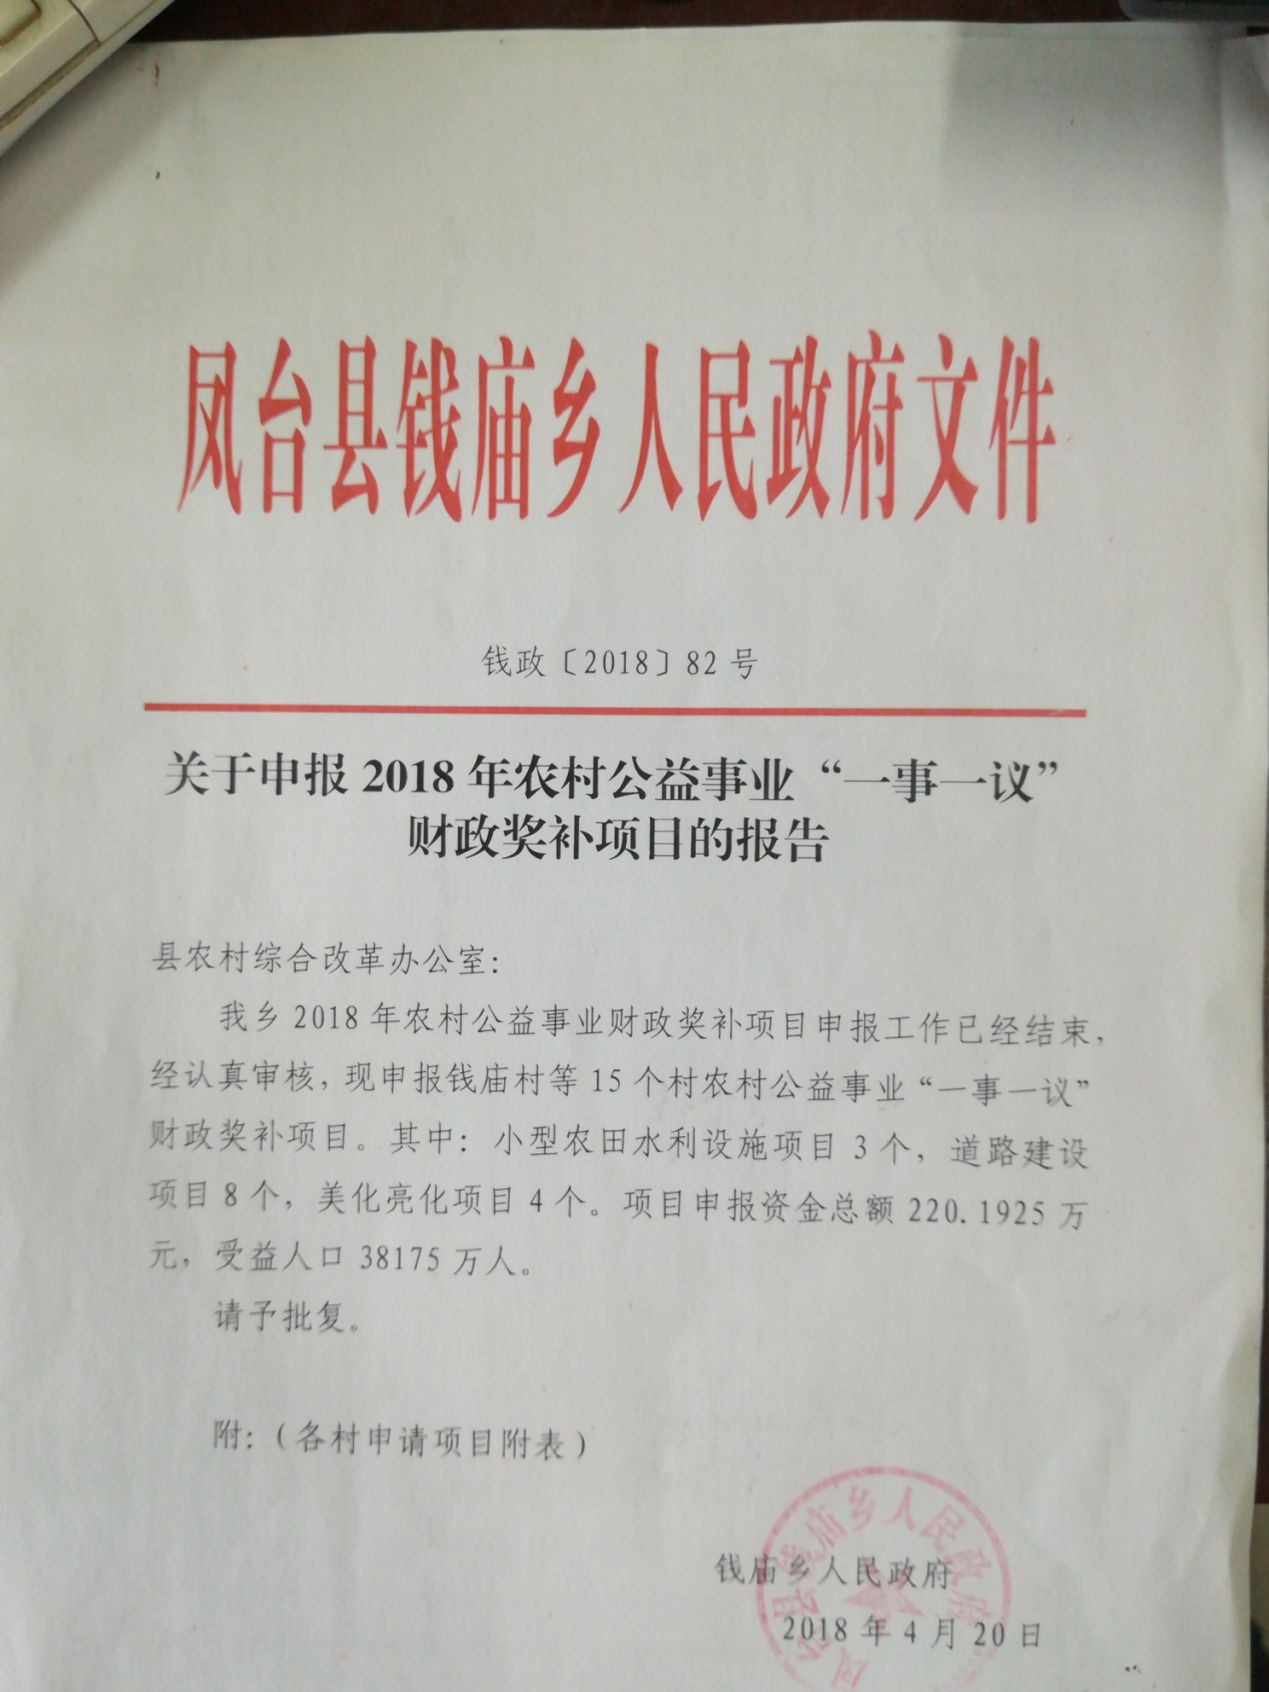 凤台县钱庙乡人民政府文件
钱政〔2018〕82号
关于申报2018年农村公益事业“一事一议”
财政奖补项目的报告
县农村综合改革办公室：
我乡2018年农村公益事业财政奖补项目申报工作已经结束，
经认真审核，现申报钱庙村等15个村农村公益事业“一事一议”
财政奖补项目。其中：小型农田水利设施项目3个，道路建设
项目8个，美化亮化项目4个。项目申报资金总额220.1925万
元，受益人口38175万人。
请予批复。
附：（各村申请项目附表）
钱庙乡人民政府
2018年4月20日
凤台县钱庙乡人民政府